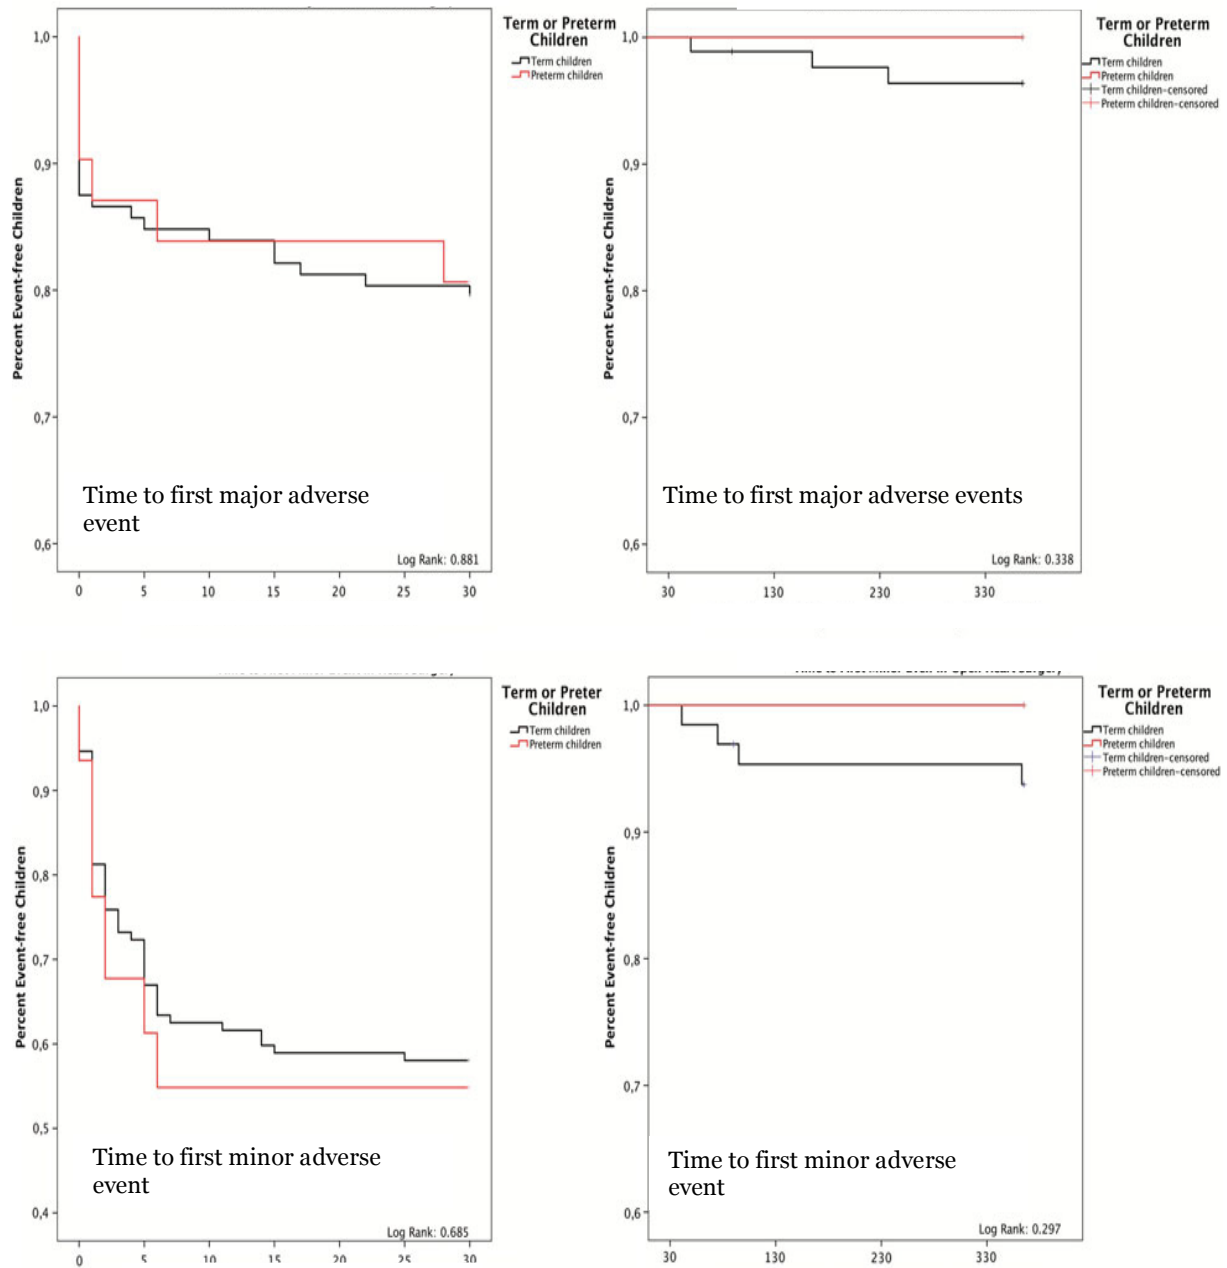 Term or Preterm
Children
Term children
Preterm children
1,0
0,9
0,8
0,7
0,6
Percent Event-free Children
Time to first major adverse
event
Log Rank: 0.881
0 5 10 15 20 25 30
Term or Preterm
Children
Term children
Preterm children
Term children-censored
Preterm children-censored
1,0
0,9
0,8
0,7
0,6
Percent Event-free Children
Time to first major adverse events
Log Rank: 0.338
30 130 230 330
Term or Preter
Children
Term children
Preterm children
1,0
0,9
0,8
0,7
0,6
0,5
0,4
Percent Event-free Children
Time to first minor adverse
event
Log Rank: 0.685
0 5 10 15 20 25 30
Term or Preterm
Children
Term children
Preterm children
Term children-censored
Preterm children-censored
1,0
0,9
0,8
0,7
0,6
Percent Event-free Children
Time to first minor adverse
event
Log Rank: 0.297
30 130 230 330